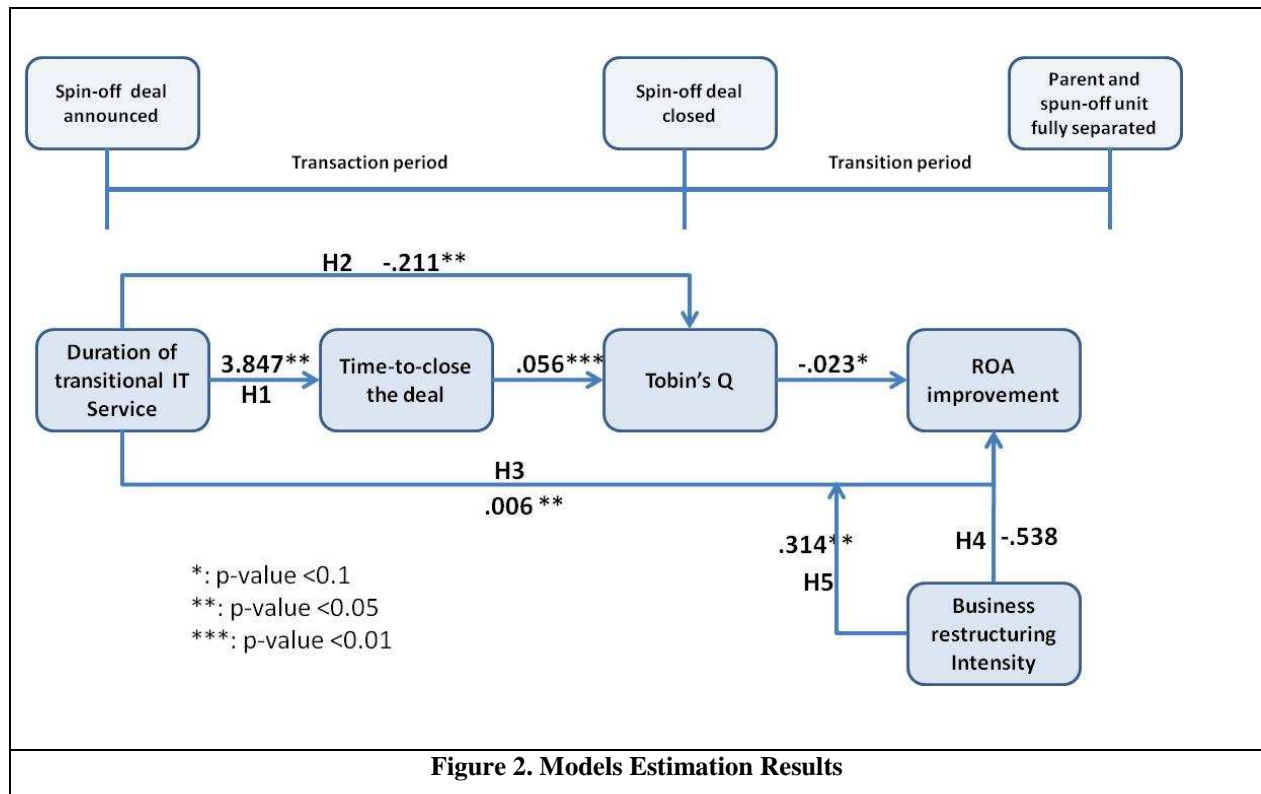 Spin-off deal
announced
Spin-off deal
closed
Parent and
spun-off unit
fully separated
Transaction period
Transition period
H2 -.211**
Duration of
transitional IT
Service
3.847**
H1
Time-to-close
the deal
.056***
Tobin's Q
-.023*
ROA
improvement
H3
.006 **
.314**
H5
H4 -.538
Business
restructuring
Intensity
*: p-value <0.1
**: p-value <0.05
***: p-value <0.01
Figure 2. Models Estimation Results